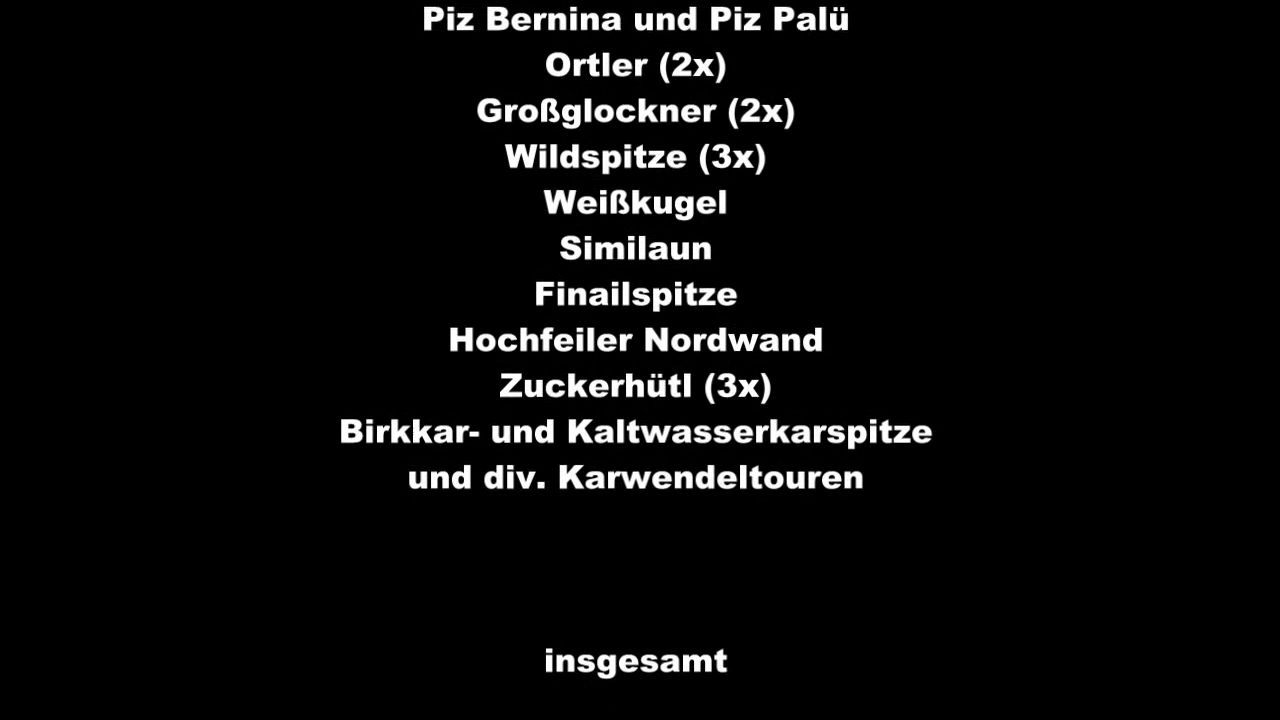 Piz Bernina und Piz Palü
Ortler (2x)
Großglockner (2x)
Wildspitze (3x)
Weißkugel
Similaun
Finailspitze
Hochfeiler Nordwand
Zuckerhütl (3x)
Birkkar- und Kaltwasserkarspitze
und div. Karwendeltouren
insgesamt